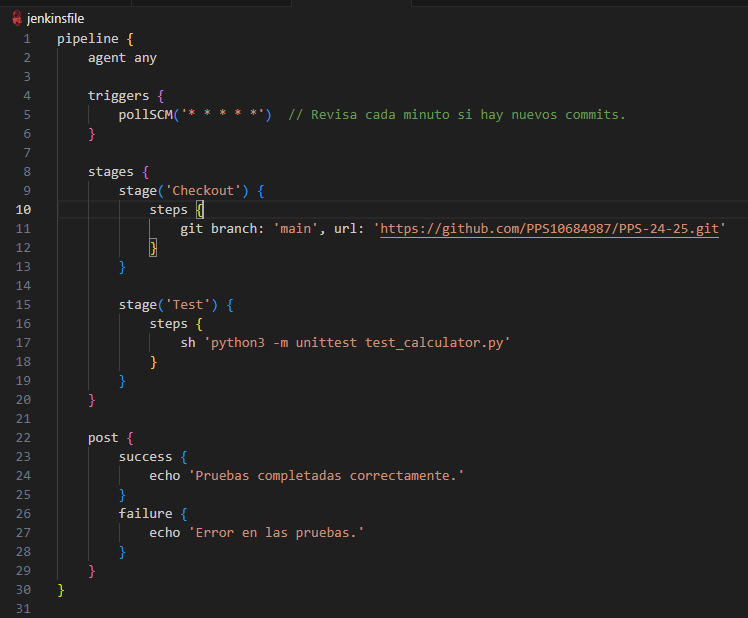 jenkinsfile
1 pipeline {
2 agent any
3
4 triggers {
5 pollSCM('* * * * *')  // Revisa cada minuto si hay nuevos commits.
6 }
7
8 stages {
9 stage('Checkout') {
10 steps {
11 git branch: 'main', url: 'https://github.com/PPS10684987/PPS-24-25.git'
12 }
13 }
14
15 stage('Test') {
16 steps {
17 sh 'python3 -m unittest test_calculator.py'
18 }
19 }
20 }
21
22 post {
23 success {
24 echo 'Pruebas completadas correctamente.'
25 }
26 failure {
27 echo 'Error en las pruebas.'
28 }
29 }
30 }
31